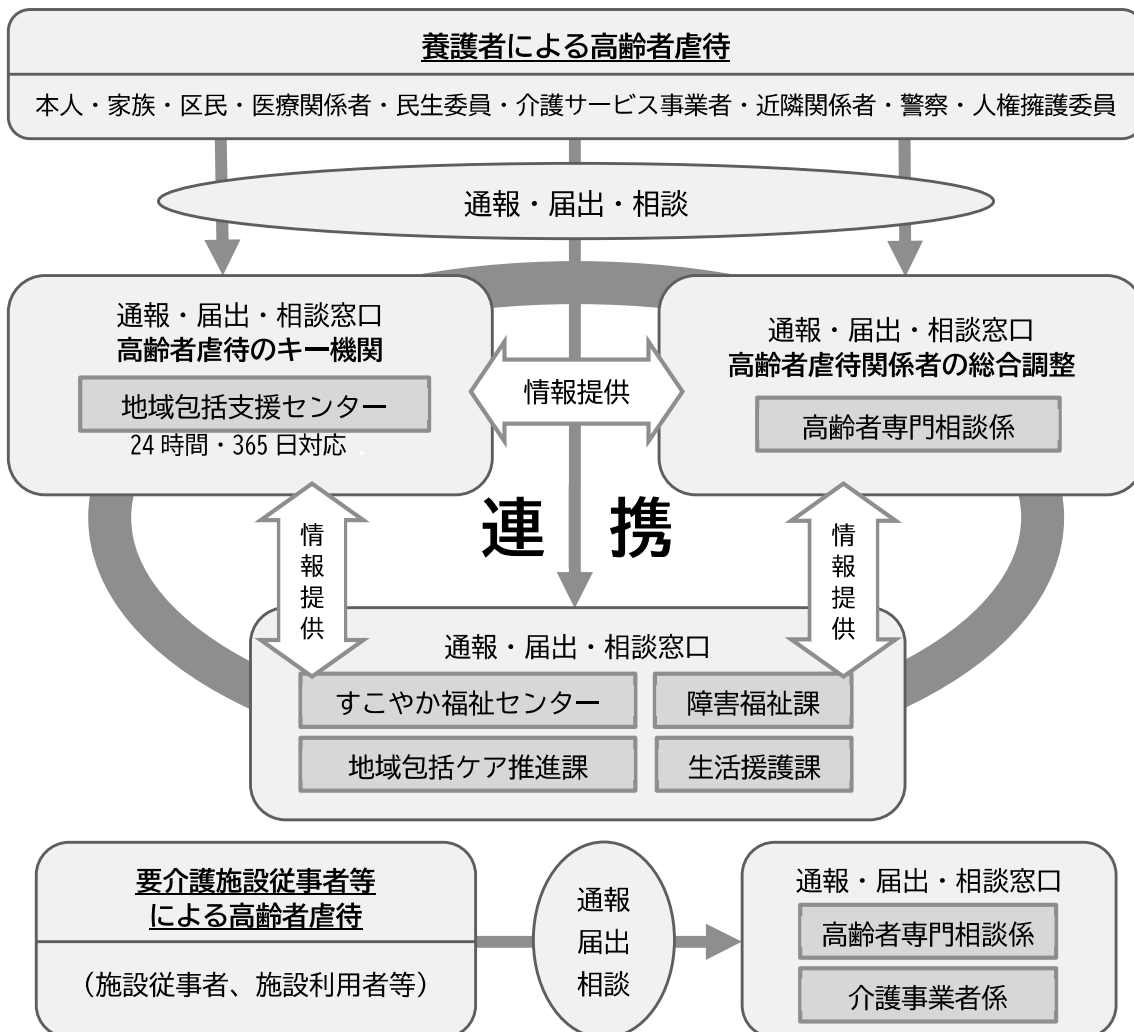 養護者による高齢者虐待
本人・家族・区民・医療関係者・民生委員・介護サービス事業者・近隣関係者・警察・人権擁護委員
通報・届出・相談
通報・届出・相談窓口
高齢者虐待のキー機関
地域包括支援センター
24時間・365日対応
情報提供
通報・届出・相談窓口
高齢者虐待関係者の総合調整
高齢者専門相談係
連携
情報提供
情報提供
通報・届出・相談窓口
すこやか福祉センター
障害福祉課
地域包括ケア推進課
生活援護課
要介護施設従事者等
による高齢者虐待
（施設従事者、施設利用者等）
通報
届出
相談
通報・届出・相談窓口
高齢者専門相談係
介護事業者係